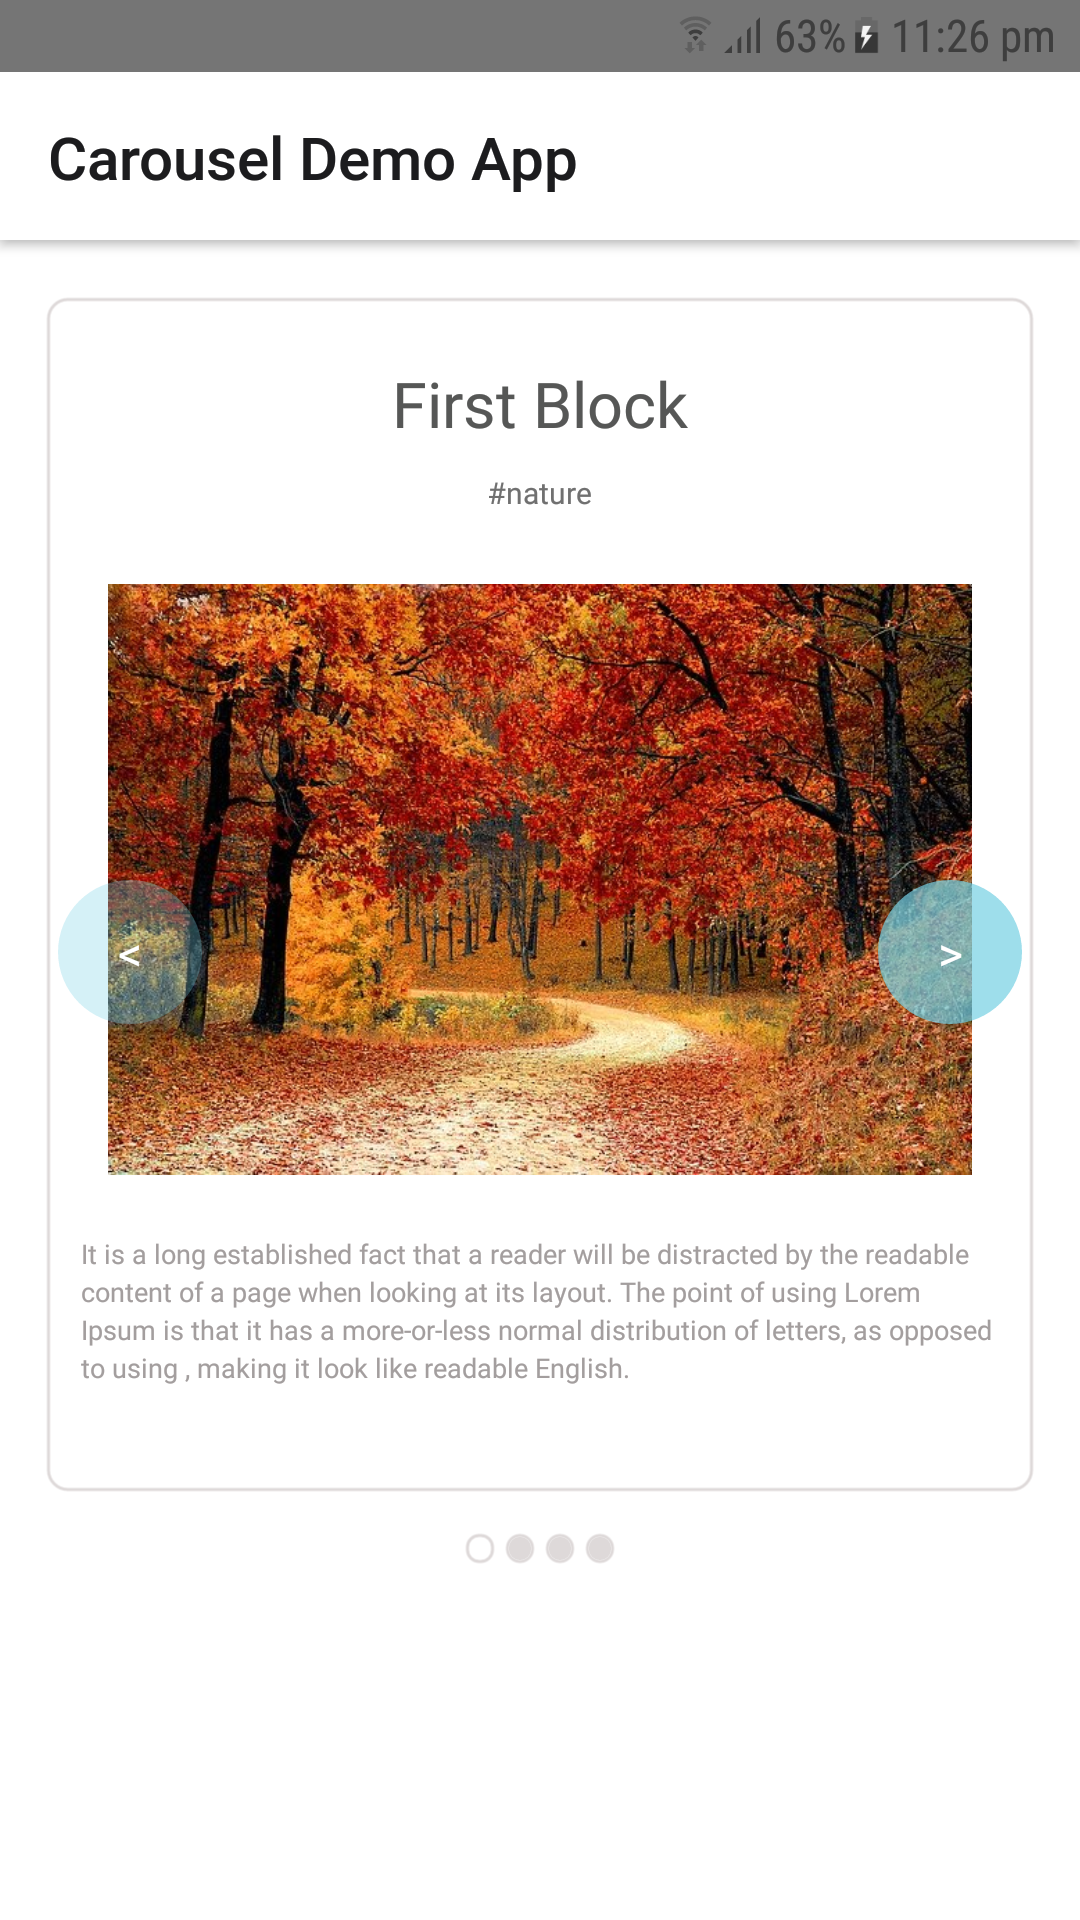 63% 11:26 pm
Carousel Demo App
First Block
#nature
< >
It is a long established fact that a reader will be distracted by the readable
content of a page when looking at its layout. The point of using Lorem
Ipsum is that it has a more-or-less normal distribution of letters, as opposed
to using , making it look like readable English.